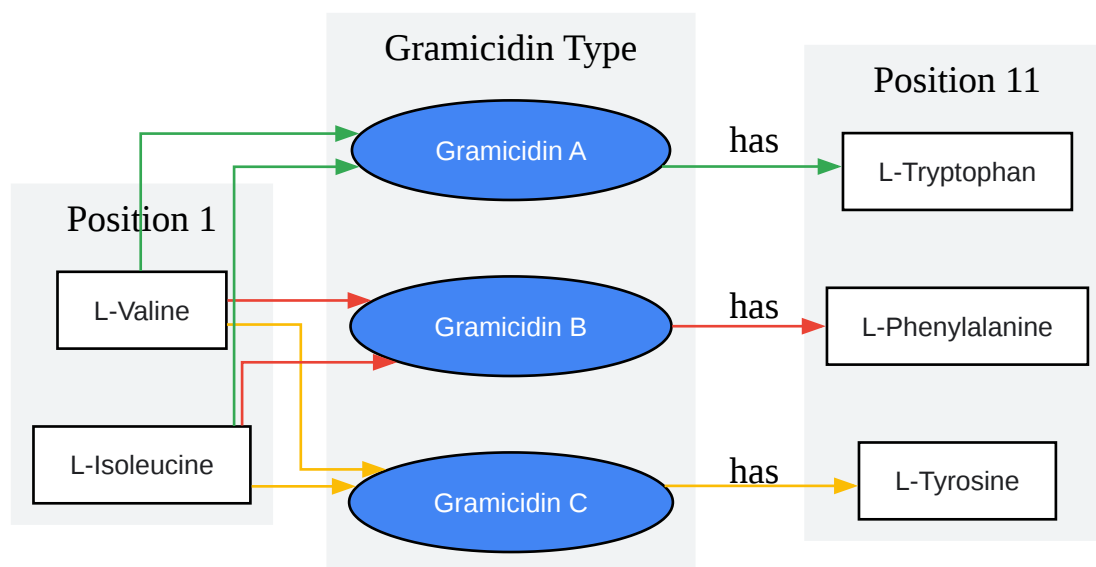 Gramicidin Type
Position 11
Gramicidin A
has
L-Tryptophan
Position 1
L-Valine
Gramicidin B
has
L-Phenylalanine
L-Isoleucine
Gramicidin C
has
L-Tyrosine